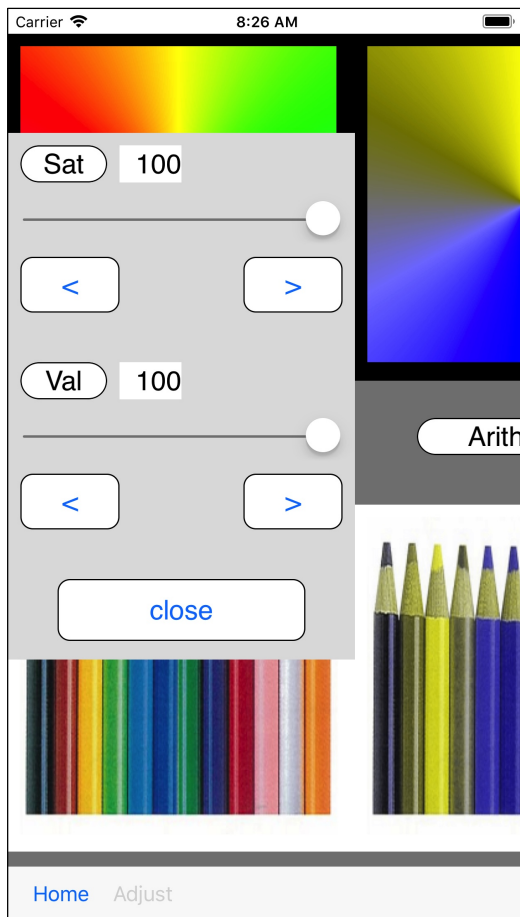 Carrier 8:26 AM
Sat 100
< >
Val 100
Arith
< >
close
Home Adjust